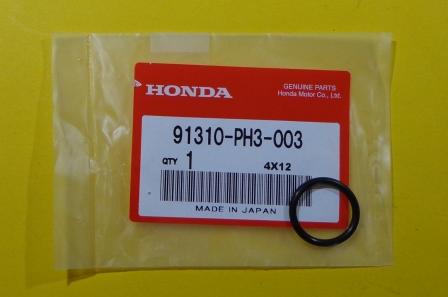 HONDA
GENUINE PARTS
Honda Motor Co., Ltd.
91310-PH3-003
QTY 1 4X12
MADE IN JAPAN